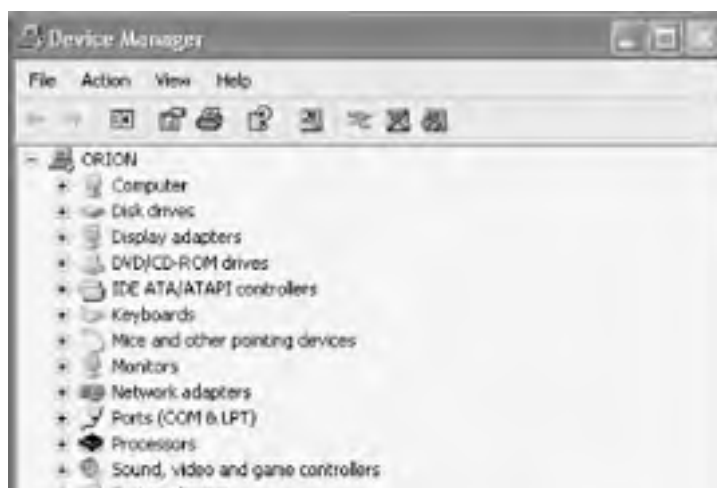 Device Manager
File Action View Help
ORION
Computer
Disk drives
Display adapters
DVD/CD-ROM drives
IDE ATA/ATAPI controllers
Keyboards
Mice and other pointing devices
Monitors
Network adapters
Ports (COM & LPT)
Processors
Sound, video and game controllers